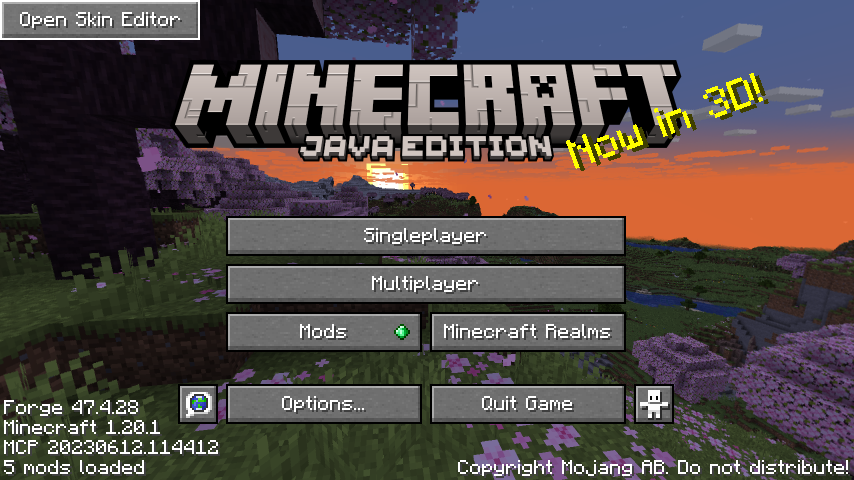 Open Skin Editor
MINECRAFT
JAVA EDITION
Now in 3D!
Singleplayer
Multiplayer
Mods
Minecraft Realms
Options...
Quit Game
Forge 47.4.28
Minecraft 1.20.1
MCP 20230612.114412
5 mods loaded
Copyright Mojang AB. Do not distribute!